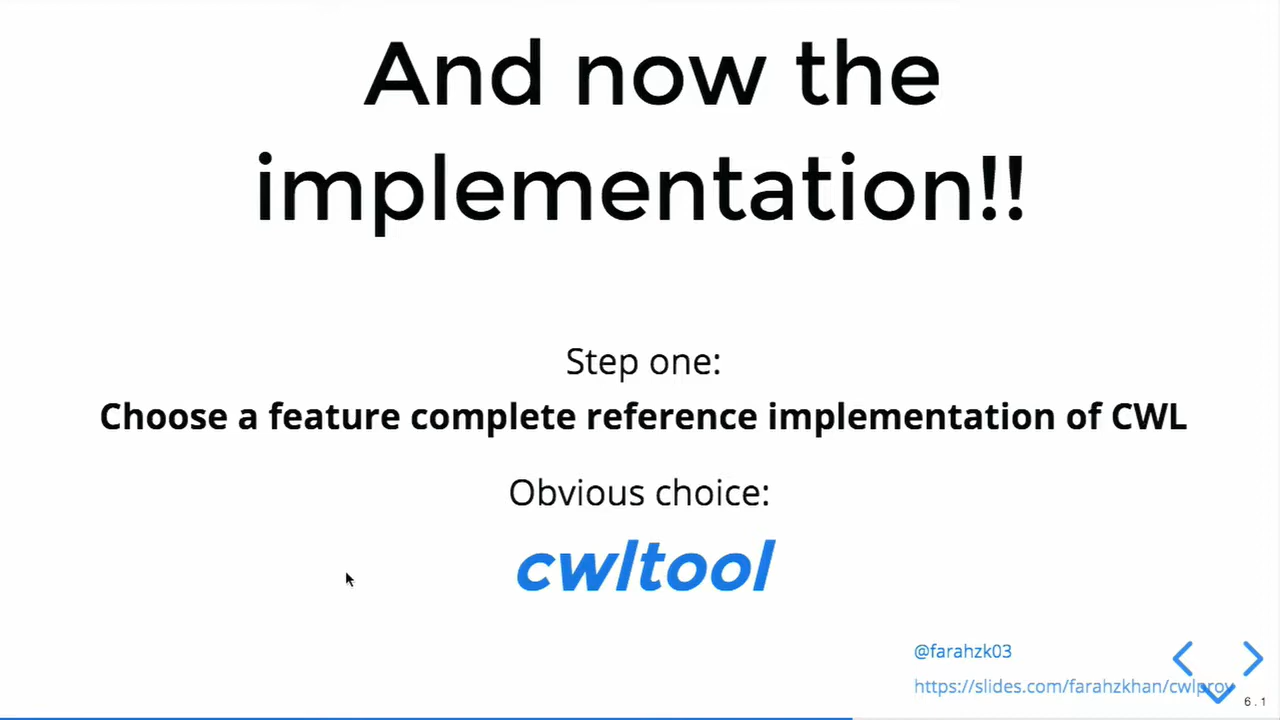 And now the
implementation!!
Step one:
Choose a feature complete reference implementation of CWL
Obvious choice:
cwltool
@farahzk03
https://slides.com/farahzkhan/cwlprov
6.1